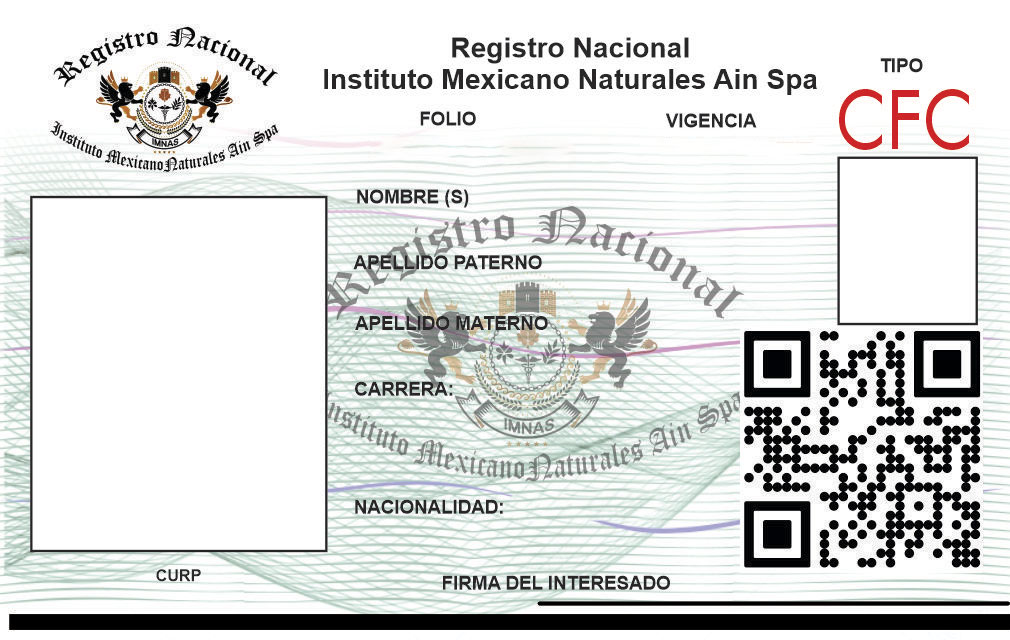 Registro Nacional
Instituto Mexicano Naturales Ain Spa
IMNAS
Registro Nacional
Instituto Mexicano Naturales Ain Spa
FOLIO
VIGENCIA
TIPO
CFC
NOMBRE (S)
APELLIDO PATERNO
APELLIDO MATERNO
CARRERA:
NACIONALIDAD:
Registro Nacional
IMNAS
Instituto Mexicano Naturales Ain Spa
CURP
FIRMA DEL INTERESADO